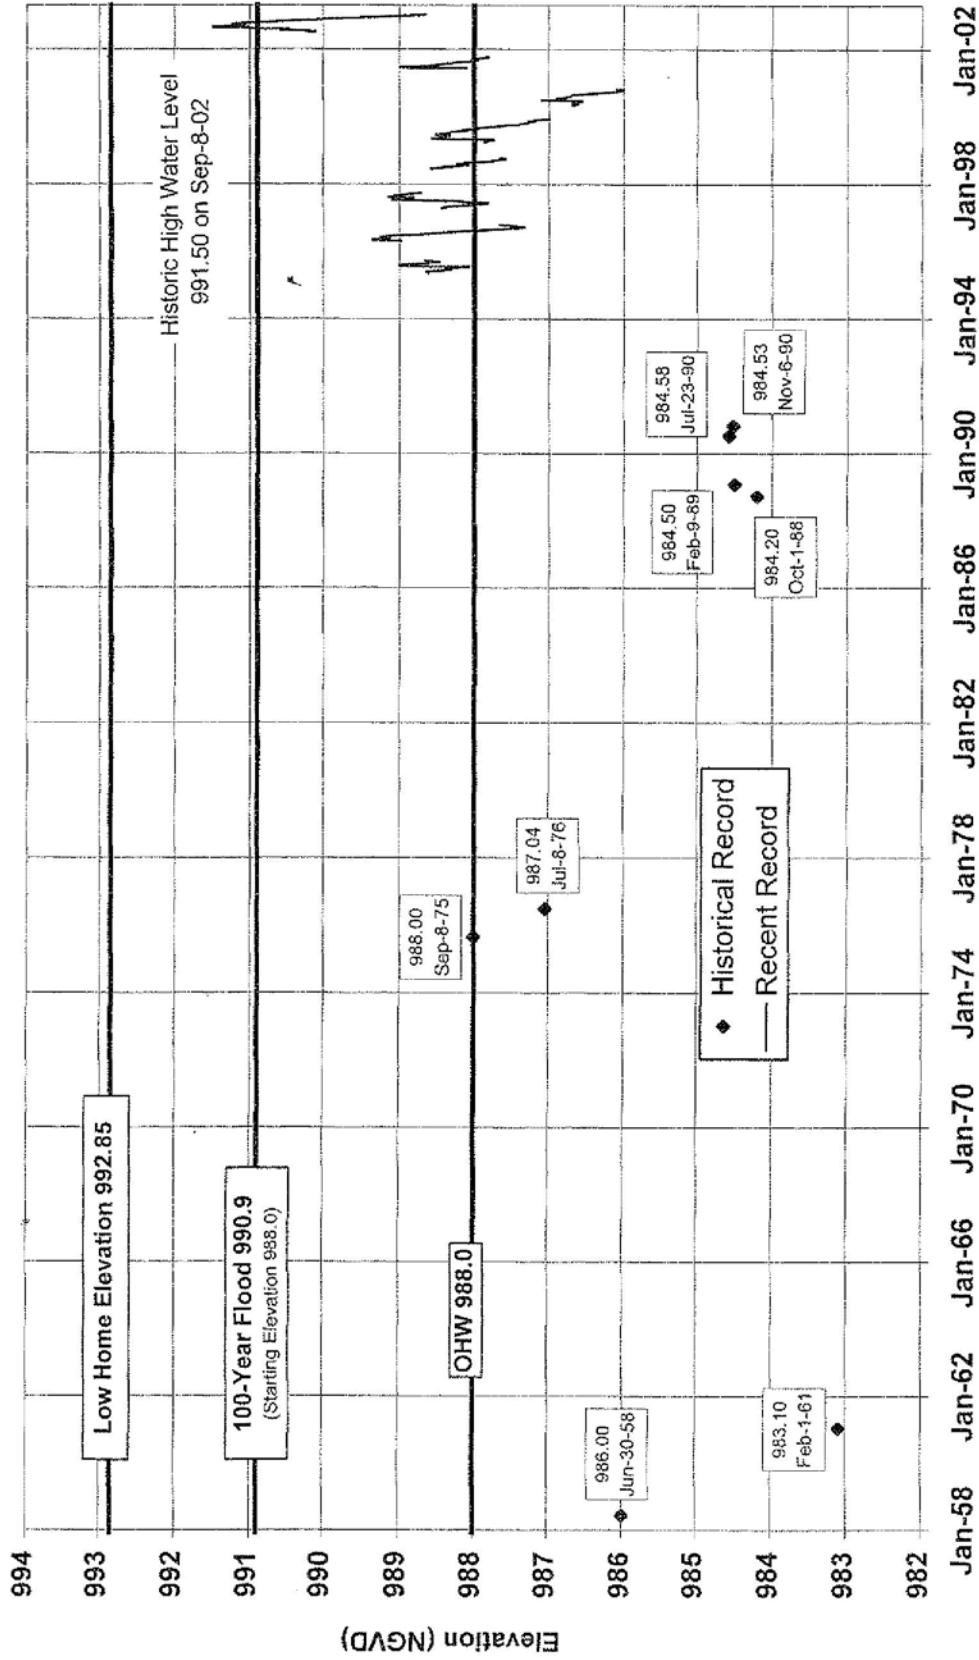 Elevation (NGVD)
994
993
992
991
990
989
988
987
986
985
984
983
982
Low Home Elevation 992.85
100-Year Flood 990.9
(Starting Elevation 988.0)
OHW 988.0
Historic High Water Level
991.50 on Sep-8-02
986.00
Jun-30-58
983.10
Feb-1-61
988.00
Sep-8-75
987.04
Jul-8-76
984.50
Feb-9-89
984.20
Oct-1-88
984.58
Jul-23-90
984.53
Nov-6-90
Historical Record
Recent Record
Jan-58
Jan-62
Jan-66
Jan-70
Jan-74
Jan-78
Jan-82
Jan-86
Jan-90
Jan-94
Jan-98
Jan-02